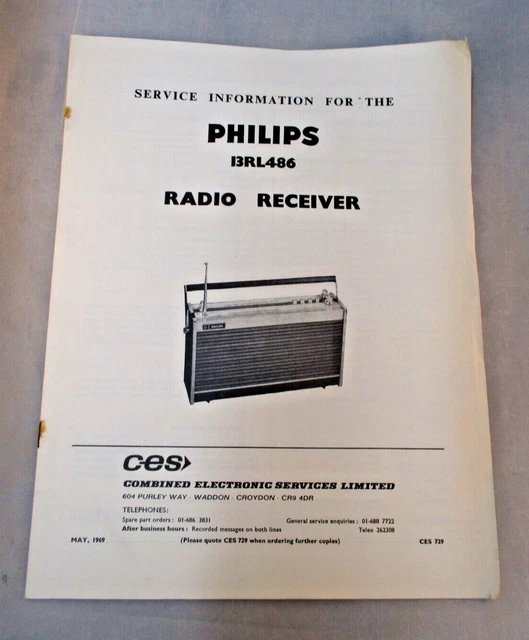 SERVICE INFORMATION FOR THE
PHILIPS
13RL486
RADIO RECEIVER
PHILIPS
ces
COMBINED ELECTRONIC SERVICES LIMITED
604 PURLEY WAY · WADDON · CROYDON · CR9 4DR
TELEPHONES:
Spare part orders : 01-686 3031 General service enquiries : 01-688 7722
After business hours : Recorded messages on both lines Telex 262308
MAY, 1969 (Please quote CES 729 when ordering further copies) CES 729